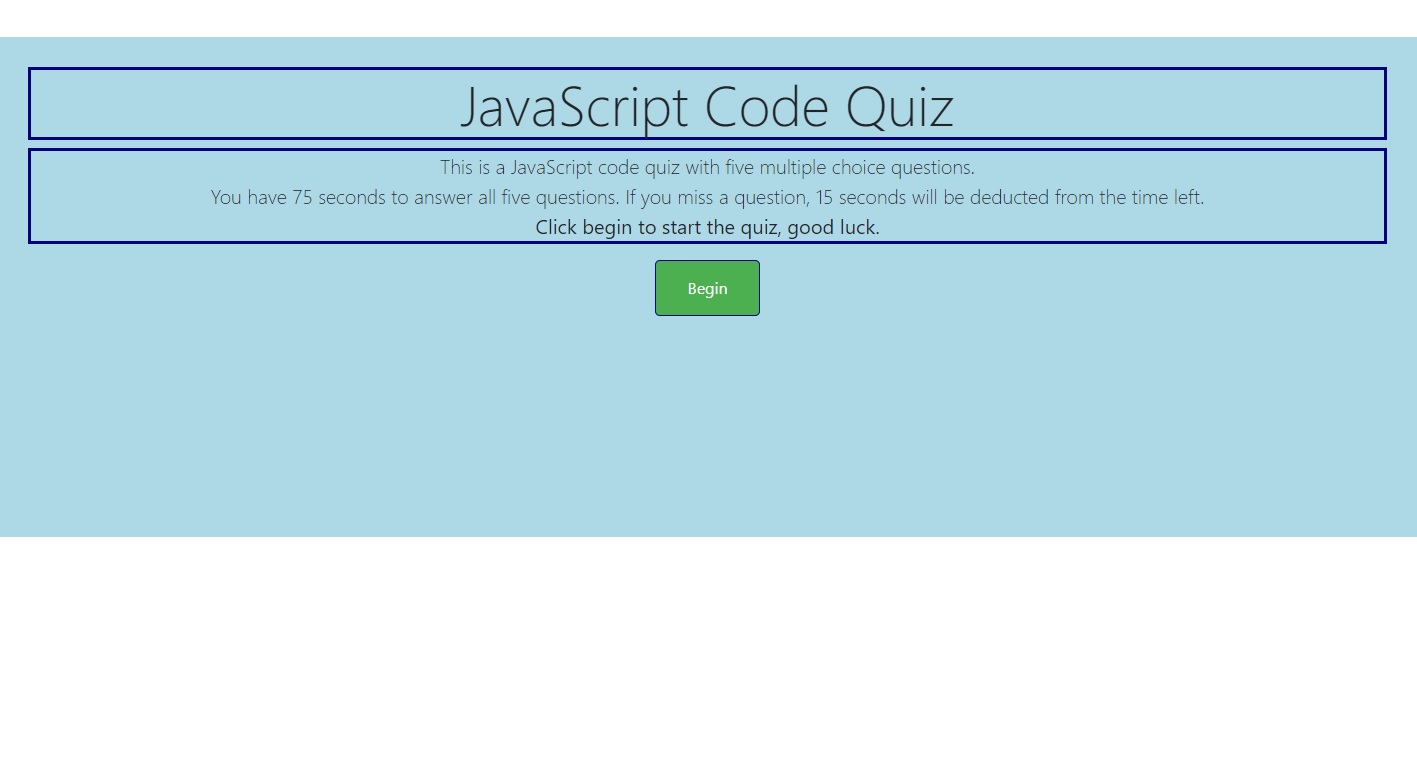 JavaScript Code Quiz
This is a JavaScript code quiz with five multiple choice questions.
You have 75 seconds to answer all five questions. If you miss a question, 15 seconds will be deducted from the time left.
Click begin to start the quiz, good luck.
Begin